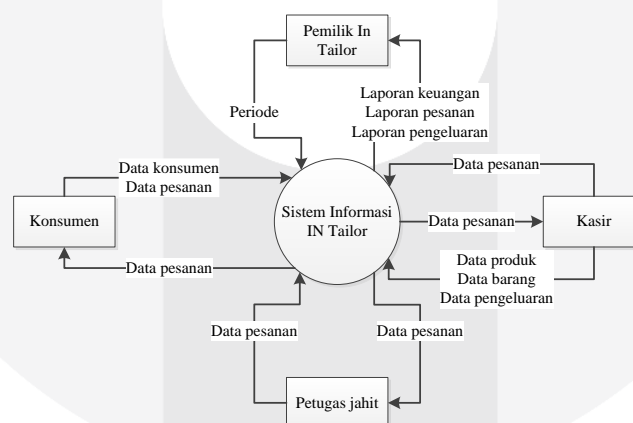 Pemilik In
Tailor
Laporan keuangan
Periode
Laporan pesanan
Laporan pengeluaran
Data konsumen
Data pesanan
Data pesanan
Konsumen
Sistem Informasi
IN Tailor
Data pesanan
Kasir
Data pesanan
Data produk
Data barang
Data pengeluaran
Data pesanan
Data pesanan
Petugas jahit